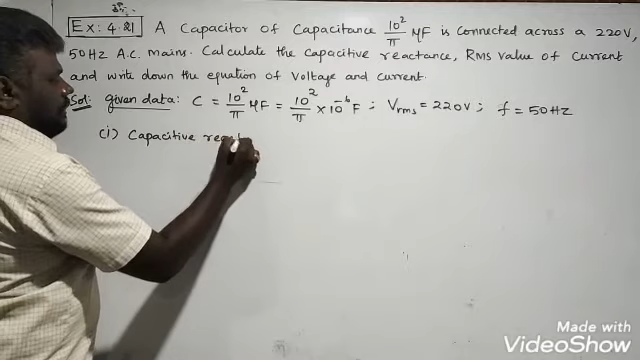 Ex: 4.21 A Capacitor of Capacitance 10²/π μF is connected across a 220V,
50Hz A.C. mains. Calculate the capacitive reactance, RMS value of Current
and write down the equation of Voltage and current.
Sol: given data: C = 10²/π μF = 10²/π × 10⁻⁶ F ; Vrms = 220V ; f = 50Hz
(i) Capacitive react
Made with
VideoShow